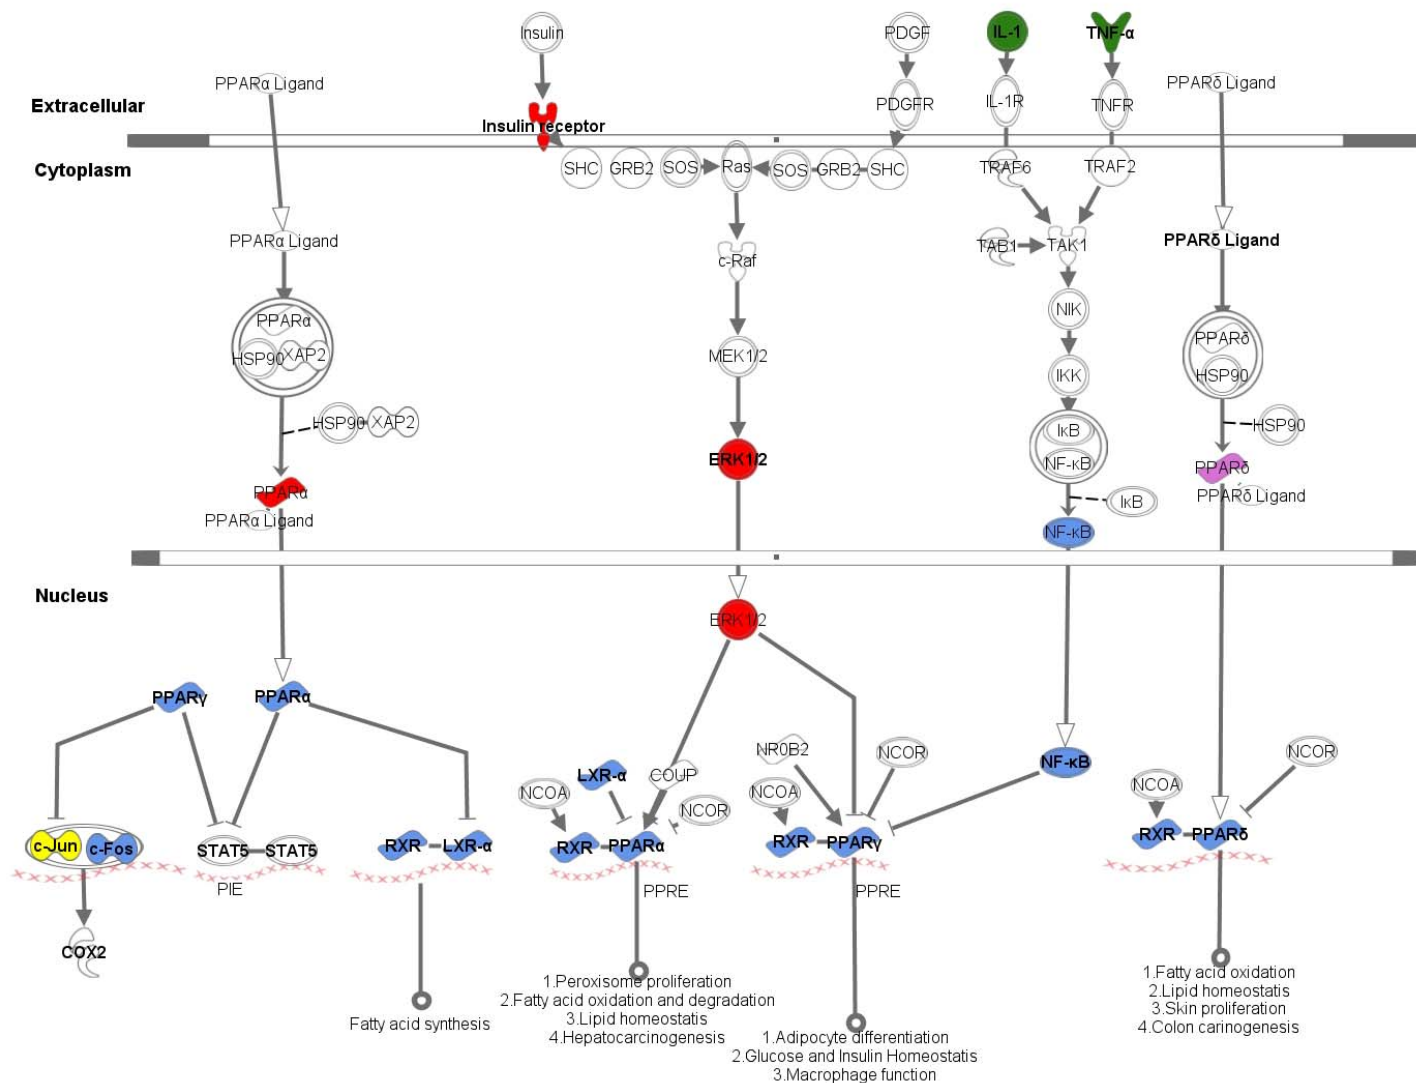 Insulin
PDGF
IL-1
TNF-α
PPARα Ligand
PPARδ Ligand
Extracellular
PDGFR
IL-1R
TNFR
Insulin receptor
Cytoplasm
SHC
GRB2
SOS
Ras
SOS
GRB2
SHC
TRAF6
TRAF2
PPARα Ligand
c-Raf
TAB1
TAK1
PPARδ Ligand
NIK
PPARα
HSP90
XAP2
MEK1/2
IKK
PPARδ
HSP90
HSP90
XAP2
IκB
NF-κB
HSP90
ERK1/2
PPARα
PPARα Ligand
IκB
NF-κB
PPARδ
PPARδ Ligand
Nucleus
ERK1/2
PPARγ
PPARα
LXR-α
COUP
NCOA
NCOR
NR0B2
NCOA
NCOR
NF-κB
NCOA
NCOR
c-Jun
c-Fos
STAT5
STAT5
RXR
LXR-α
RXR
PPARα
RXR
PPARγ
RXR
PPARδ
PIE
PPRE
PPRE
COX2
Fatty acid synthesis
1.Peroxisome proliferation
2.Fatty acid oxidation and degradation
3.Lipid homeostatis
4.Hepatocarcinogenesis
1.Adipocyte differentiation
2.Glucose and Insulin Homeostatis
3.Macrophage function
1.Fatty acid oxidation
2.Lipid homeostatis
3.Skin proliferation
4.Colon carinogenesis